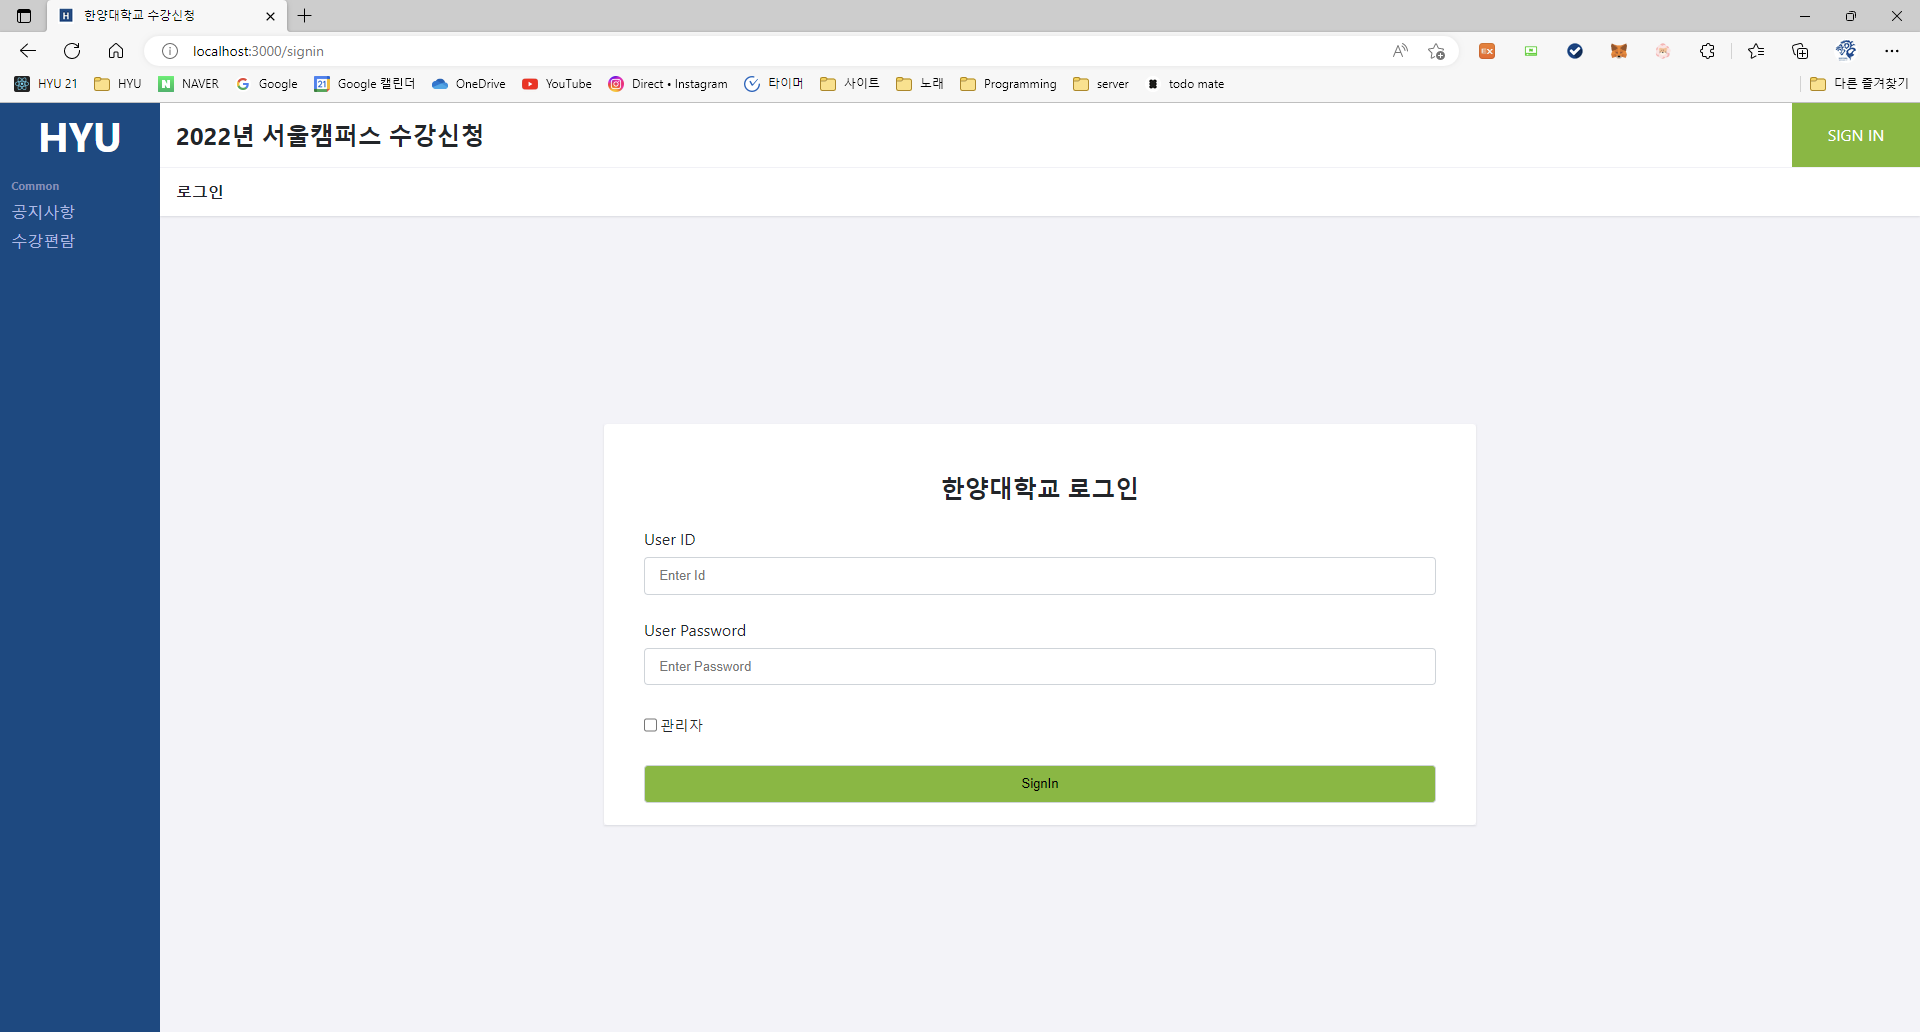 한양대학교 수강신청
localhost:3000/signin
HYU 21
HYU
NAVER
Google
Google 캘린더
OneDrive
YouTube
Direct • Instagram
타이머
사이트
노래
Programming
server
todo mate
다른 즐겨찾기
HYU
2022년 서울캠퍼스 수강신청
SIGN IN
Common
공지사항
수강편람
로그인
한양대학교 로그인
User ID
Enter Id
User Password
Enter Password
관리자
SignIn